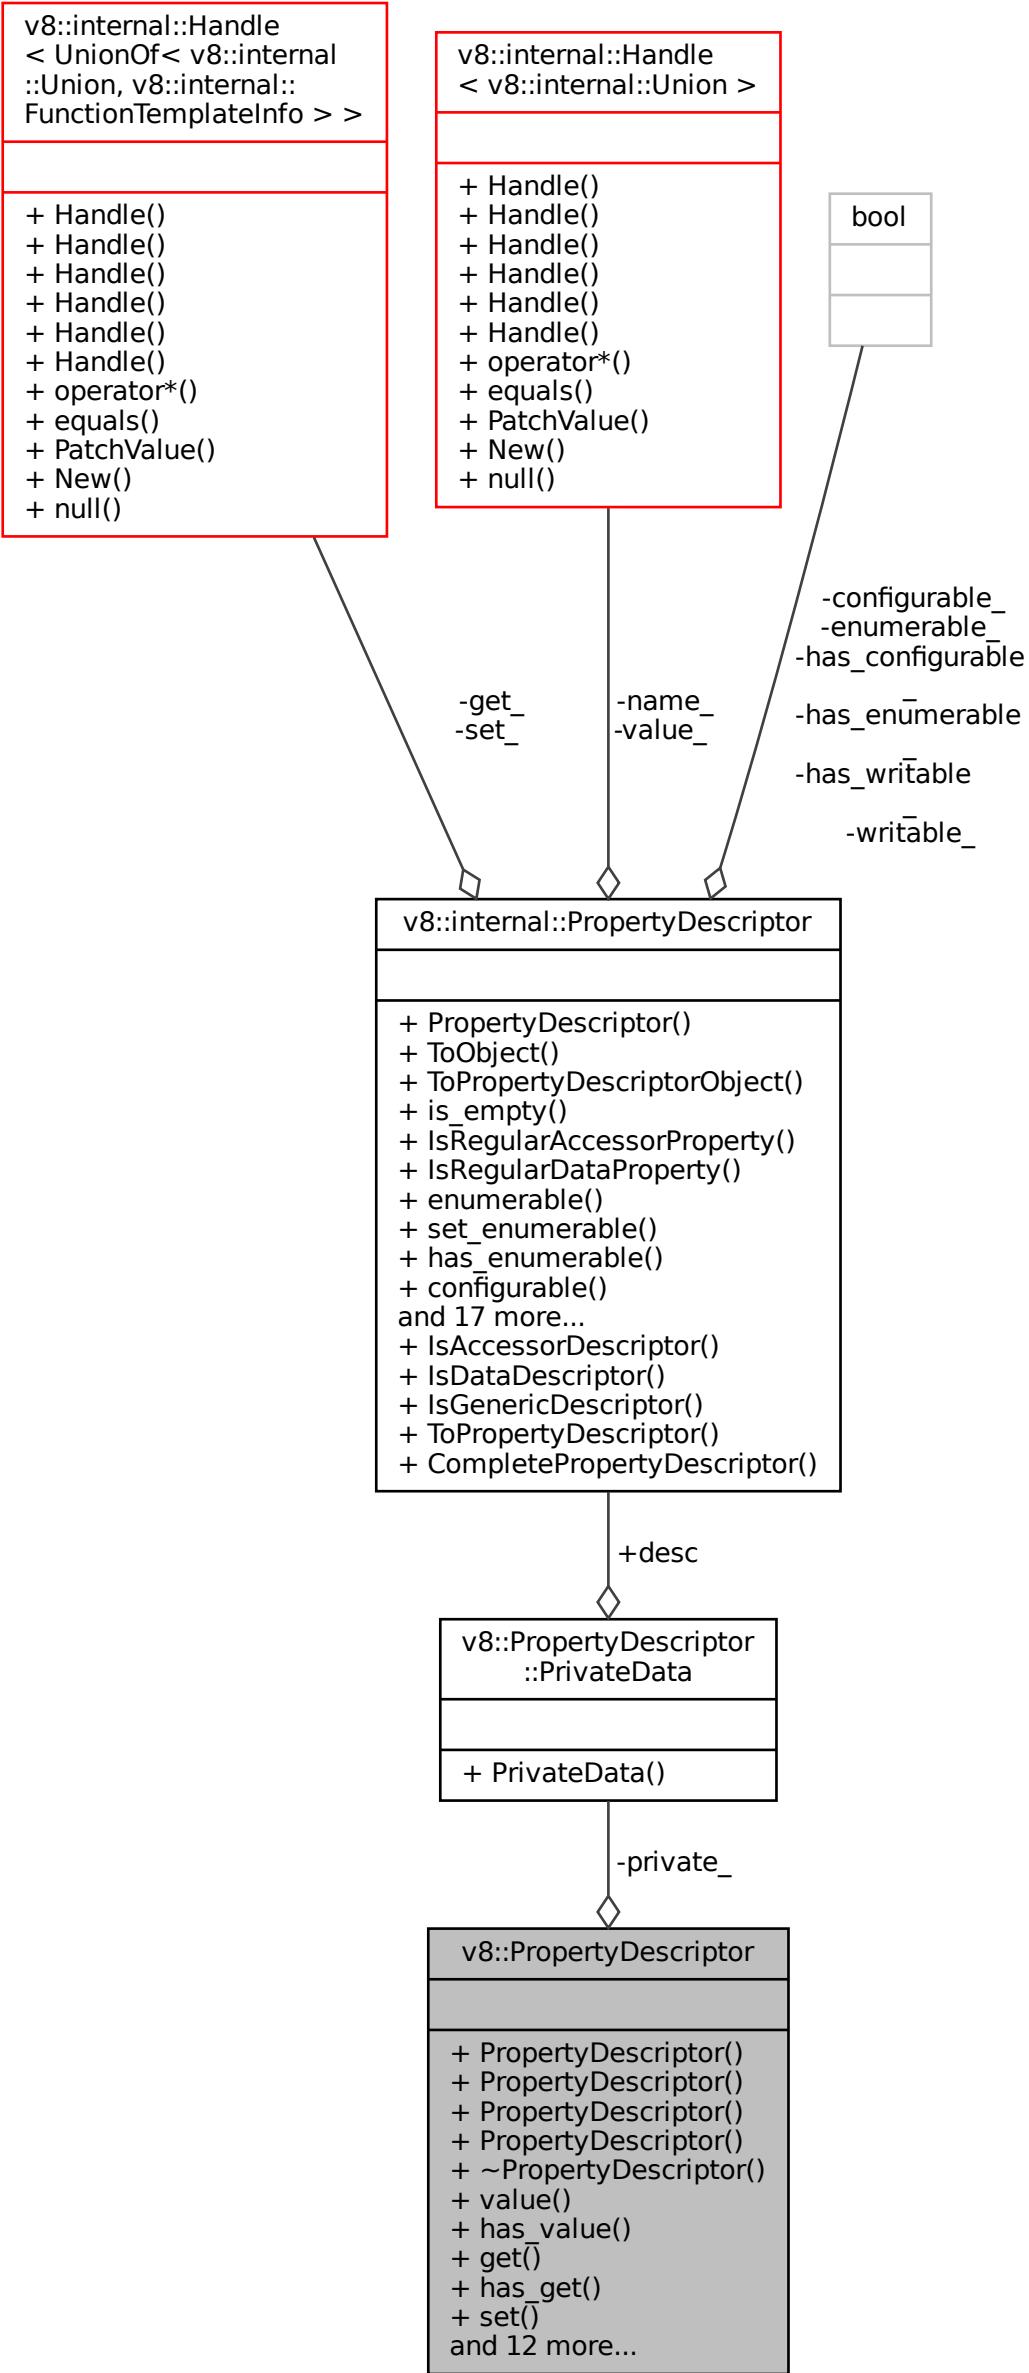 v8::internal::Handle
< UnionOf< v8::internal
::Union, v8::internal::
FunctionTemplateInfo > >
+ Handle()
+ Handle()
+ Handle()
+ Handle()
+ Handle()
+ Handle()
+ operator*()
+ equals()
+ PatchValue()
+ New()
+ null()
v8::internal::Handle
< v8::internal::Union >
+ Handle()
+ Handle()
+ Handle()
+ Handle()
+ Handle()
+ Handle()
+ operator*()
+ equals()
+ PatchValue()
+ New()
+ null()
bool
-get_
-set_
-name_
-value_
-configurable_
-enumerable_
-has_configurable
_
-has_enumerable
_
-has_writable
_
-writable_
v8::internal::PropertyDescriptor
+ PropertyDescriptor()
+ ToObject()
+ ToPropertyDescriptorObject()
+ is_empty()
+ IsRegularAccessorProperty()
+ IsRegularDataProperty()
+ enumerable()
+ set_enumerable()
+ has_enumerable()
+ configurable()
and 17 more...
+ IsAccessorDescriptor()
+ IsDataDescriptor()
+ IsGenericDescriptor()
+ ToPropertyDescriptor()
+ CompletePropertyDescriptor()
+desc
v8::PropertyDescriptor
::PrivateData
+ PrivateData()
-private_
v8::PropertyDescriptor
+ PropertyDescriptor()
+ PropertyDescriptor()
+ PropertyDescriptor()
+ PropertyDescriptor()
+ ~PropertyDescriptor()
+ value()
+ has_value()
+ get()
+ has_get()
+ set()
and 12 more...